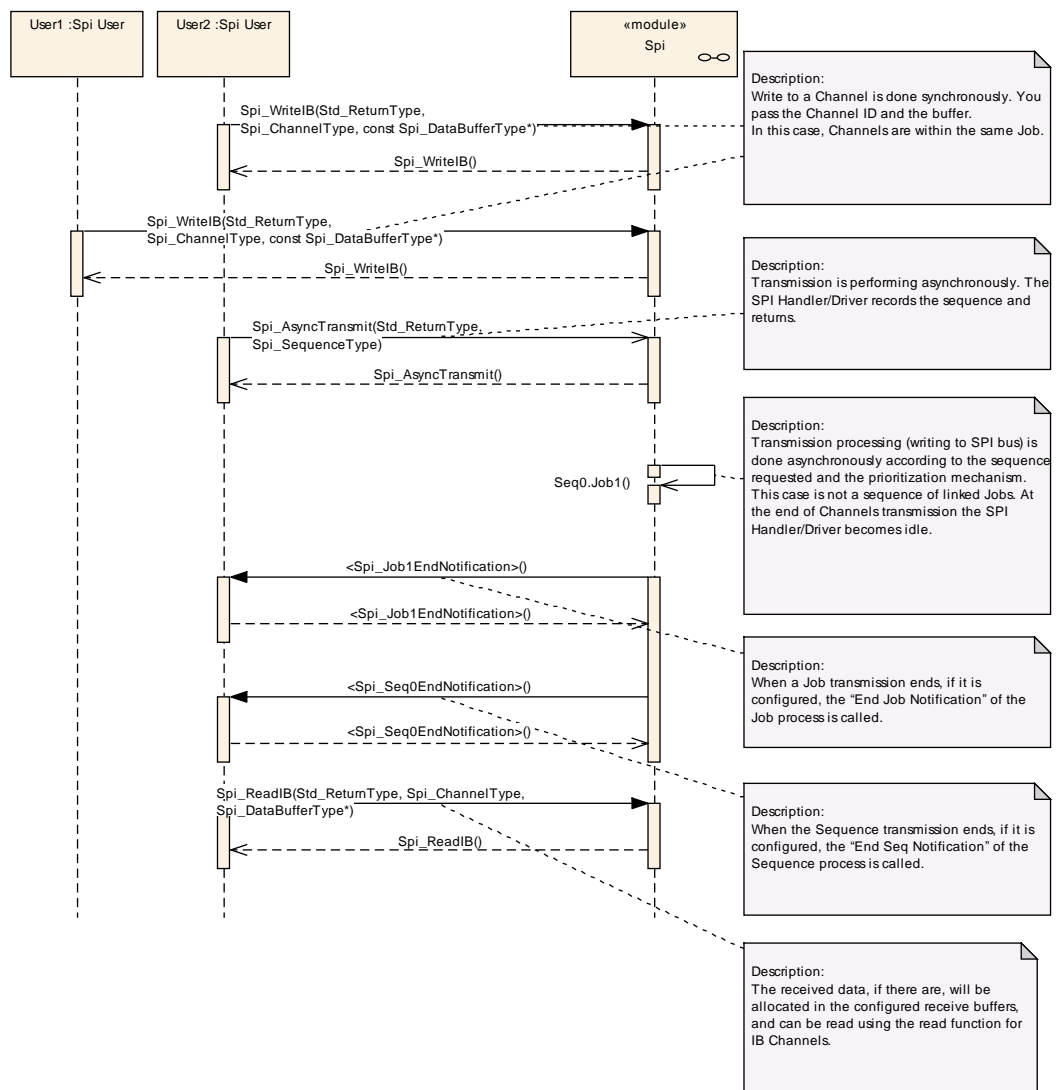 User1 :Spi User
User2 :Spi User
«module»
Spi
Description:
Write to a Channel is done synchronously. You
pass the Channel ID and the buffer.
In this case, Channels are within the same Job.
Spi_WriteIB(Std_ReturnType,
Spi_ChannelType, const Spi_DataBufferType*)
Spi_WriteIB()
Spi_WriteIB(Std_ReturnType,
Spi_ChannelType, const Spi_DataBufferType*)
Spi_WriteIB()
Description:
Transmission is performing asynchronously. The
SPI Handler/Driver records the sequence and
returns.
Spi_AsyncTransmit(Std_ReturnType,
Spi_SequenceType)
Spi_AsyncTransmit()
Description:
Transmission processing (writing to SPI bus) is
done asynchronously according to the sequence
requested and the prioritization mechanism.
This case is not a sequence of linked Jobs. At
the end of Channels transmission the SPI
Handler/Driver becomes idle.
Seq0.Job1()
<Spi_Job1EndNotification>()
<Spi_Job1EndNotification>()
Description:
When a Job transmission ends, if it is
configured, the “End Job Notification” of the
Job process is called.
<Spi_Seq0EndNotification>()
<Spi_Seq0EndNotification>()
Description:
When the Sequence transmission ends, if it is
configured, the “End Seq Notification” of the
Sequence process is called.
Spi_ReadIB(Std_ReturnType, Spi_ChannelType,
Spi_DataBufferType*)
Spi_ReadIB()
Description:
The received data, if there are, will be
allocated in the configured receive buffers,
and can be read using the read function for
IB Channels.